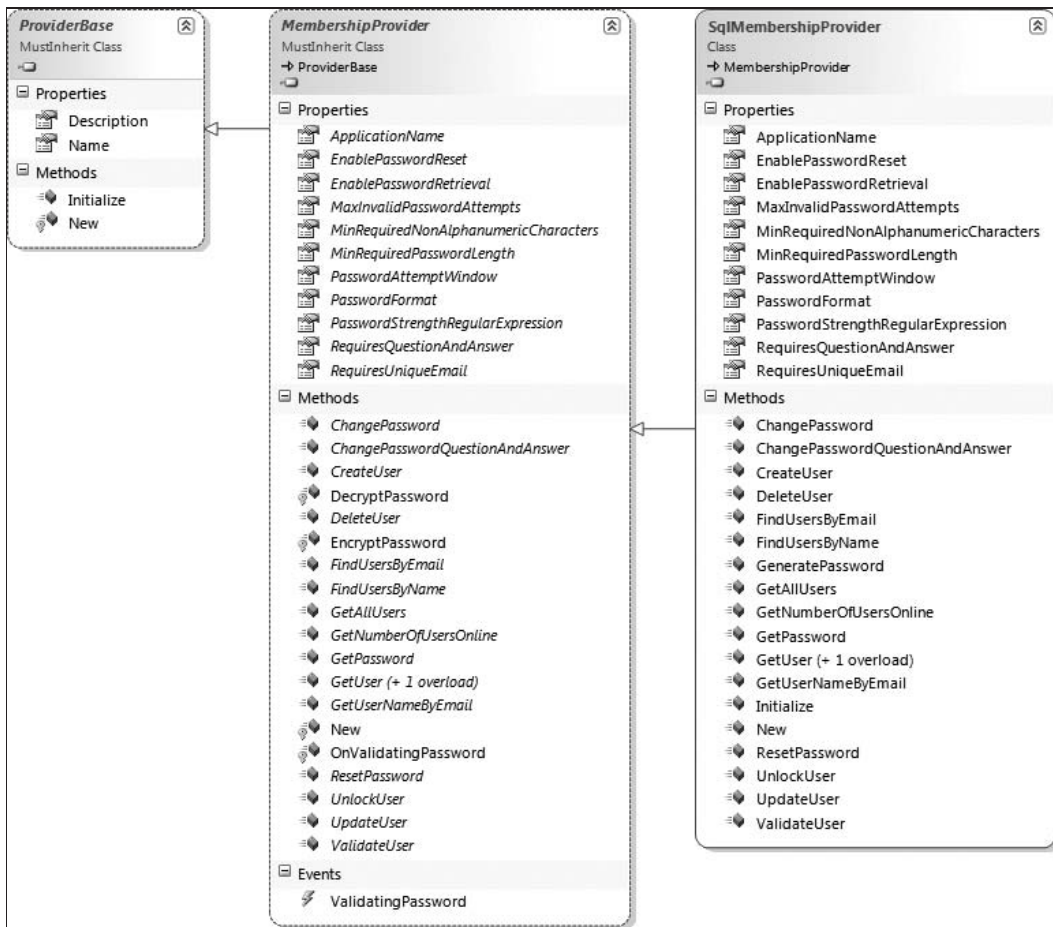 ProviderBase
MustInherit Class
Properties
Description
Name
Methods
Initialize
New
MembershipProvider
MustInherit Class
ProviderBase
Properties
ApplicationName
EnablePasswordReset
EnablePasswordRetrieval
MaxInvalidPasswordAttempts
MinRequiredNonAlphanumericCharacters
MinRequiredPasswordLength
PasswordAttemptWindow
PasswordFormat
PasswordStrengthRegularExpression
RequiresQuestionAndAnswer
RequiresUniqueEmail
Methods
ChangePassword
ChangePasswordQuestionAndAnswer
CreateUser
DecryptPassword
DeleteUser
EncryptPassword
FindUsersByEmail
FindUsersByName
GetAllUsers
GetNumberOfUsersOnline
GetPassword
GetUser (+ 1 overload)
GetUserNameByEmail
New
OnValidatingPassword
ResetPassword
UnlockUser
UpdateUser
ValidateUser
Events
ValidatingPassword
SqlMembershipProvider
Class
MembershipProvider
Properties
ApplicationName
EnablePasswordReset
EnablePasswordRetrieval
MaxInvalidPasswordAttempts
MinRequiredNonAlphanumericCharacters
MinRequiredPasswordLength
PasswordAttemptWindow
PasswordFormat
PasswordStrengthRegularExpression
RequiresQuestionAndAnswer
RequiresUniqueEmail
Methods
ChangePassword
ChangePasswordQuestionAndAnswer
CreateUser
DeleteUser
FindUsersByEmail
FindUsersByName
GeneratePassword
GetAllUsers
GetNumberOfUsersOnline
GetPassword
GetUser (+ 1 overload)
GetUserNameByEmail
Initialize
New
ResetPassword
UnlockUser
UpdateUser
ValidateUser